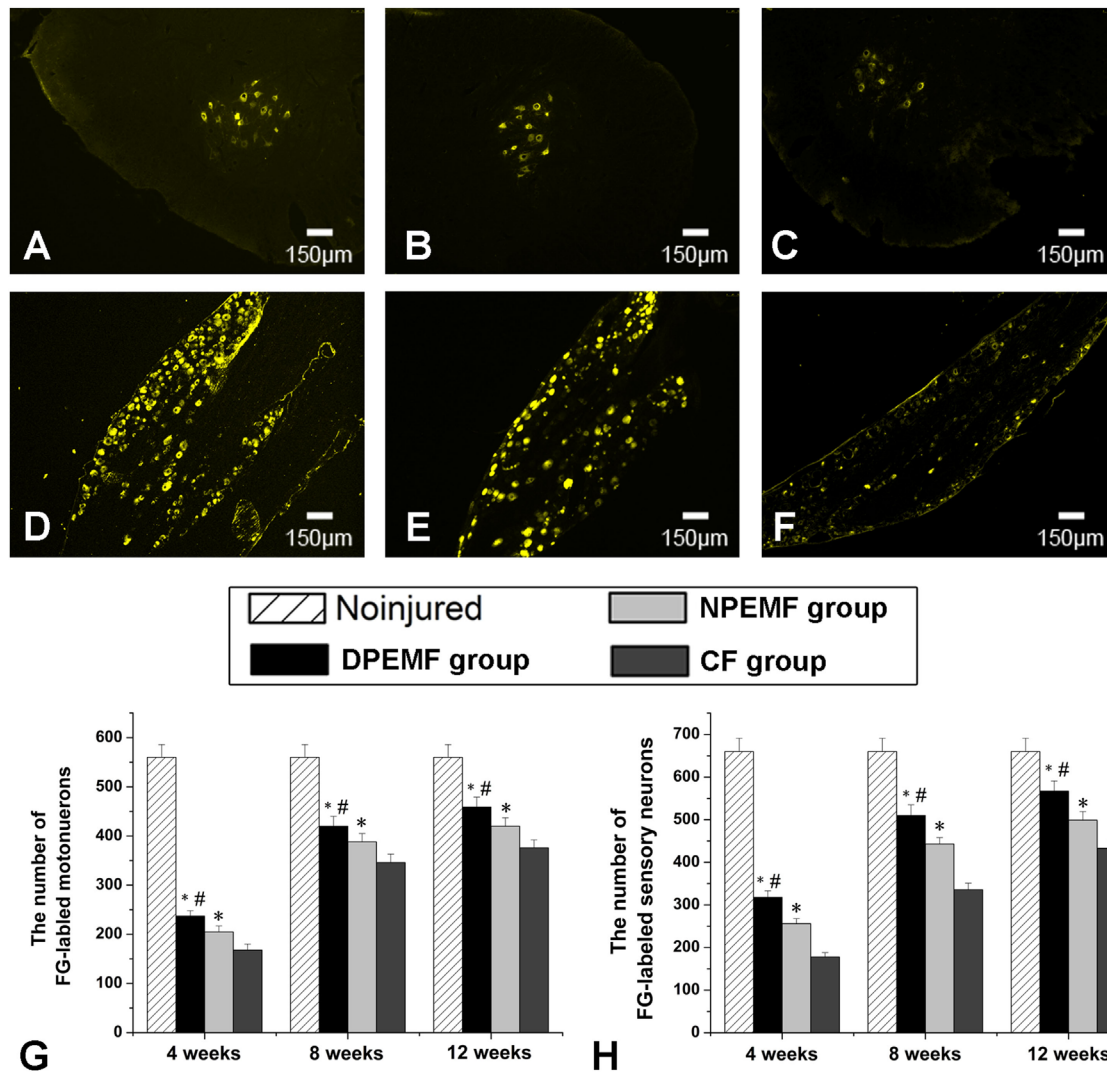 A 150µm
B 150µm
C 150µm
D 150µm
E 150µm
F 150µm
Noinjured
NPEMF group
DPEMF group
CF group
The number of
FG-labled motonuerons
600
500
400
300
200
100
0
* # *
* # *
* # *
4 weeks
8 weeks
12 weeks
G
The number of
FG-labeled sensory neurons
700
600
500
400
300
200
100
0
* # *
* # *
* # *
4 weeks
8 weeks
12 weeks
H